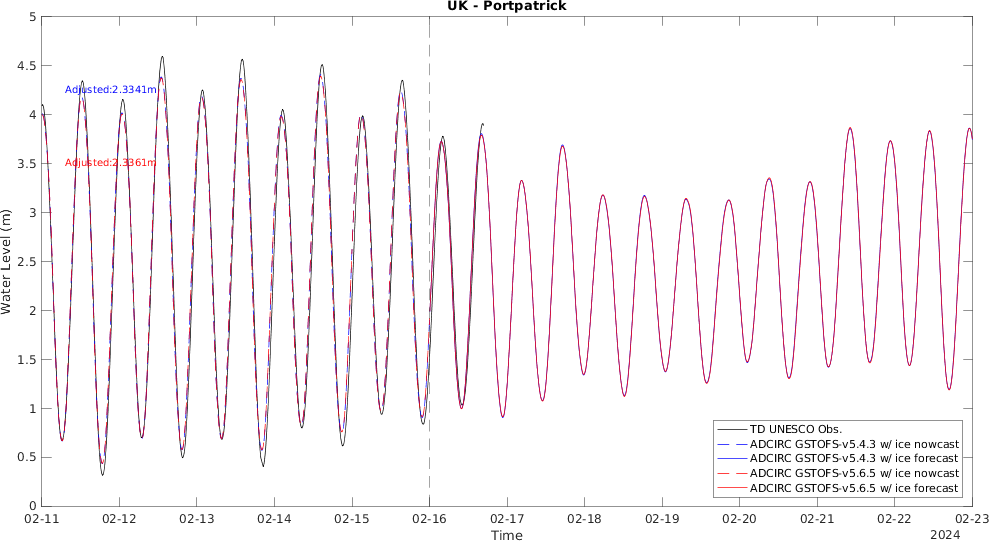 UK - Portpatrick
5
4.5
4
3.5
3
2.5
2
1.5
1
0.5
0
Water Level (m)
Adjusted:2.3341m
Adjusted:2.3361m
TD UNESCO Obs.
ADCIRC GSTOFS-v5.4.3 w/ ice nowcast
ADCIRC GSTOFS-v5.4.3 w/ ice forecast
ADCIRC GSTOFS-v5.6.5 w/ ice nowcast
ADCIRC GSTOFS-v5.6.5 w/ ice forecast
02-11 02-12 02-13 02-14 02-15 02-16 02-17 02-18 02-19 02-20 02-21 02-22 02-23
Time
2024